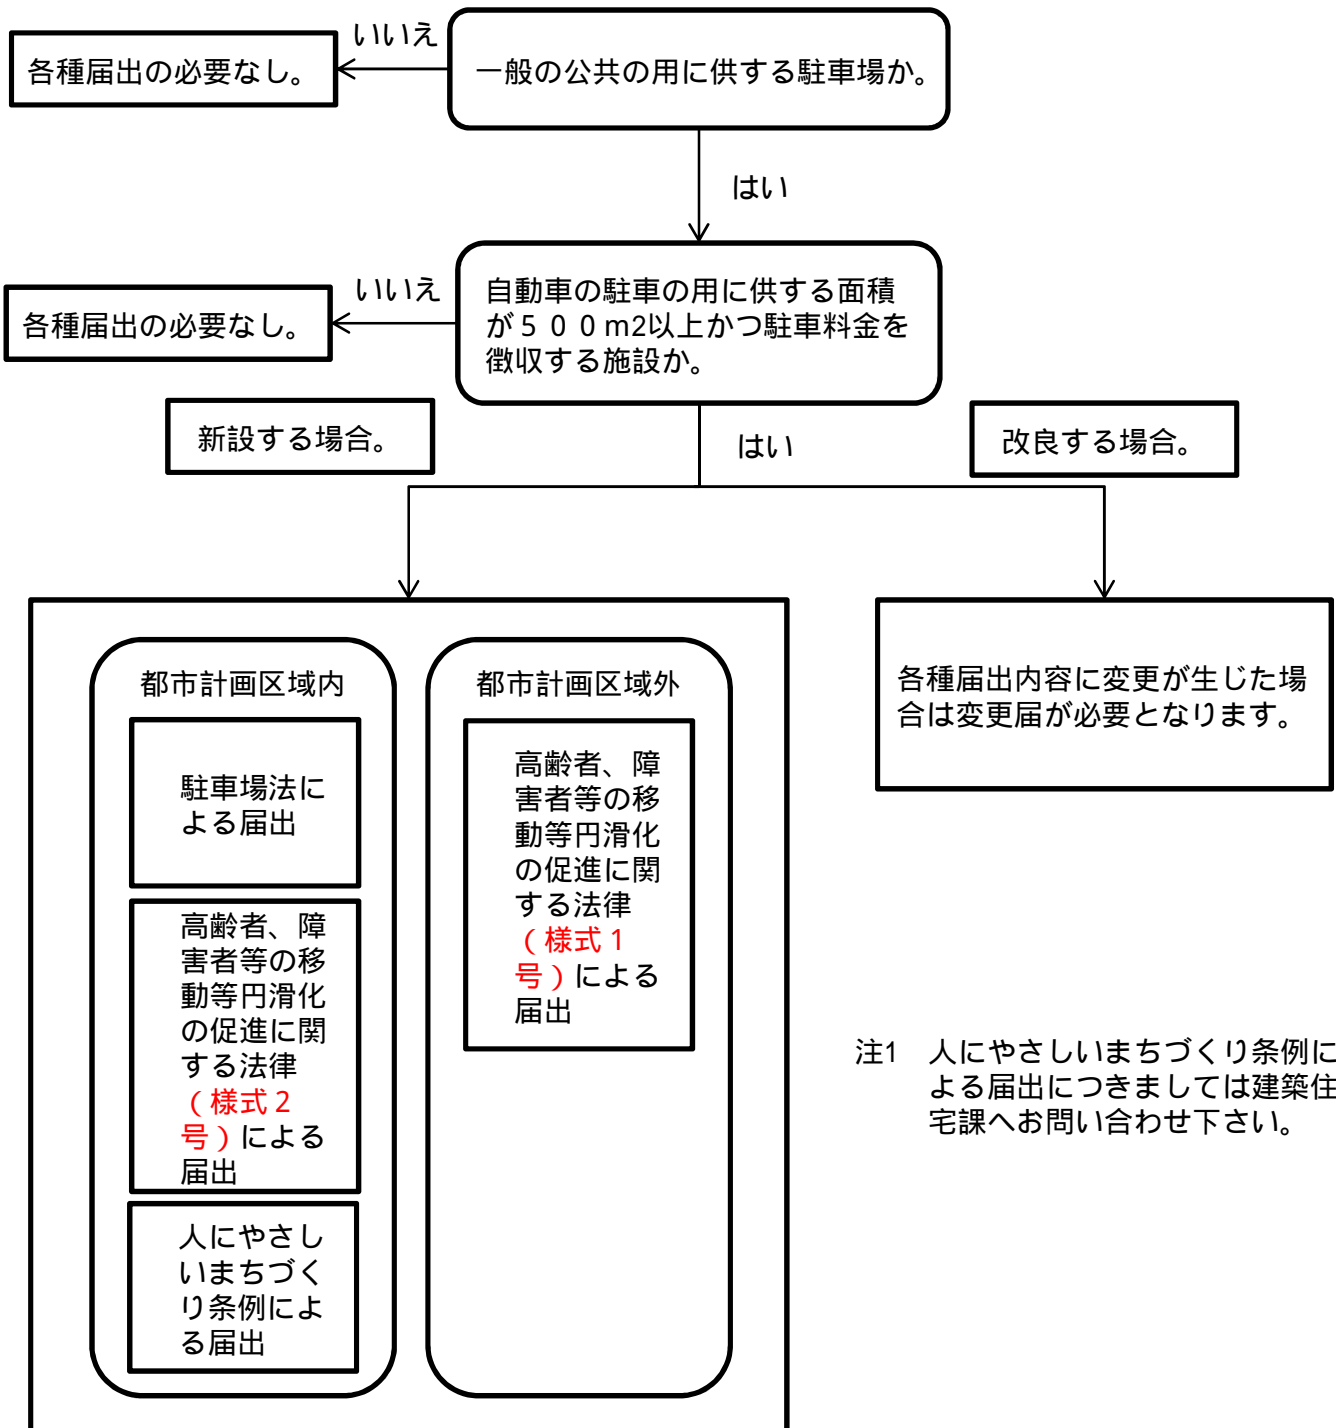 いいえ
一般の公共の用に供する駐車場か。
各種届出の必要なし。
はい
いいえ
自動車の駐車の用に供する面積
が５００m2以上かつ駐車料金を
徴収する施設か。
各種届出の必要なし。
新設する場合。
はい
改良する場合。
都市計画区域内
駐車場法に
よる届出
高齢者、障
害者等の移
動等円滑化
の促進に関
する法律
（様式２
号）による
届出
人にやさし
いまちづく
り条例によ
る届出
都市計画区域外
高齢者、障
害者等の移
動等円滑化
の促進に関
する法律
（様式１
号）による
届出
各種届出内容に変更が生じた場
合は変更届が必要となります。
注1　人にやさしいまちづくり条例に
よる届出につきましては建築住
宅課へお問い合わせ下さい。